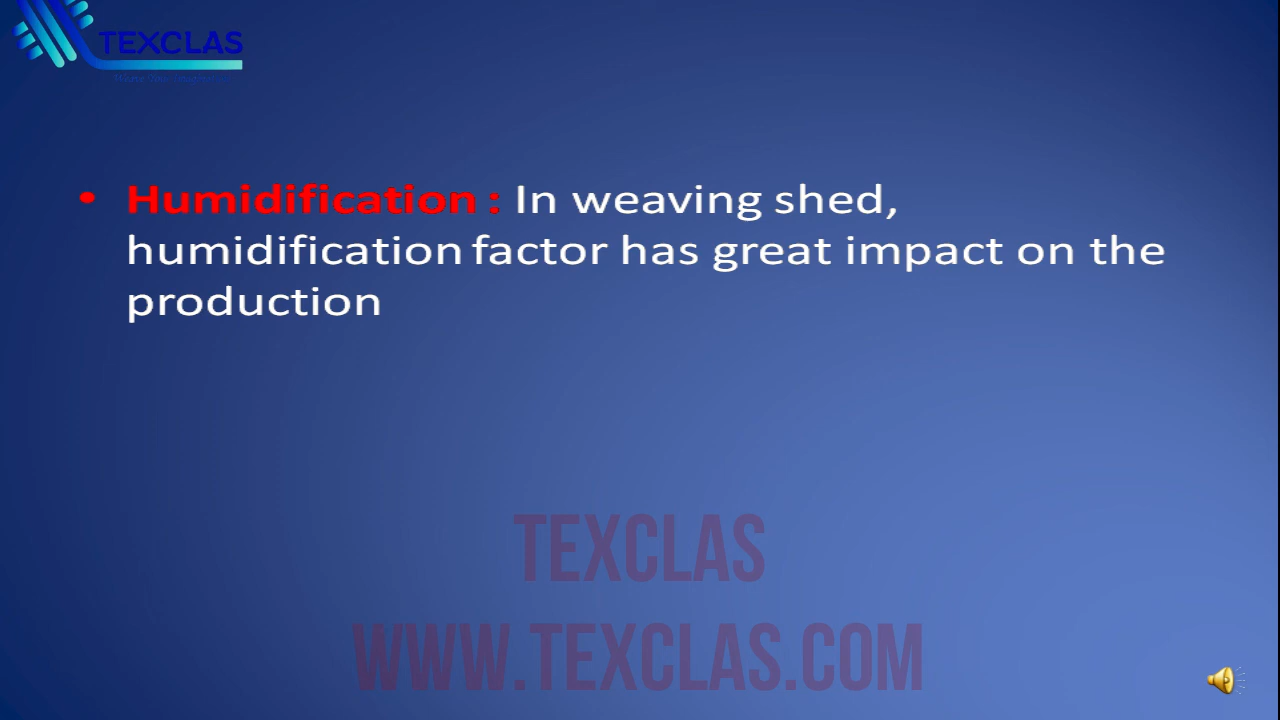 TEXCLAS
• Humidification : In weaving shed,
humidification factor has great impact on the
production
TEXCLAS
WWW.TEXCLAS.COM